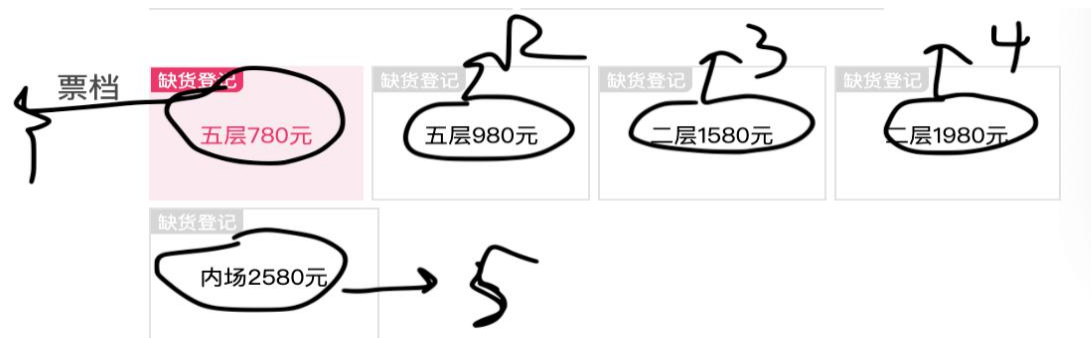 2 3 4
缺货登记 缺货登记 缺货登记 缺货登记
1 票档 五层780元 五层980元 二层1580元 二层1980元
缺货登记
内场2580元 5